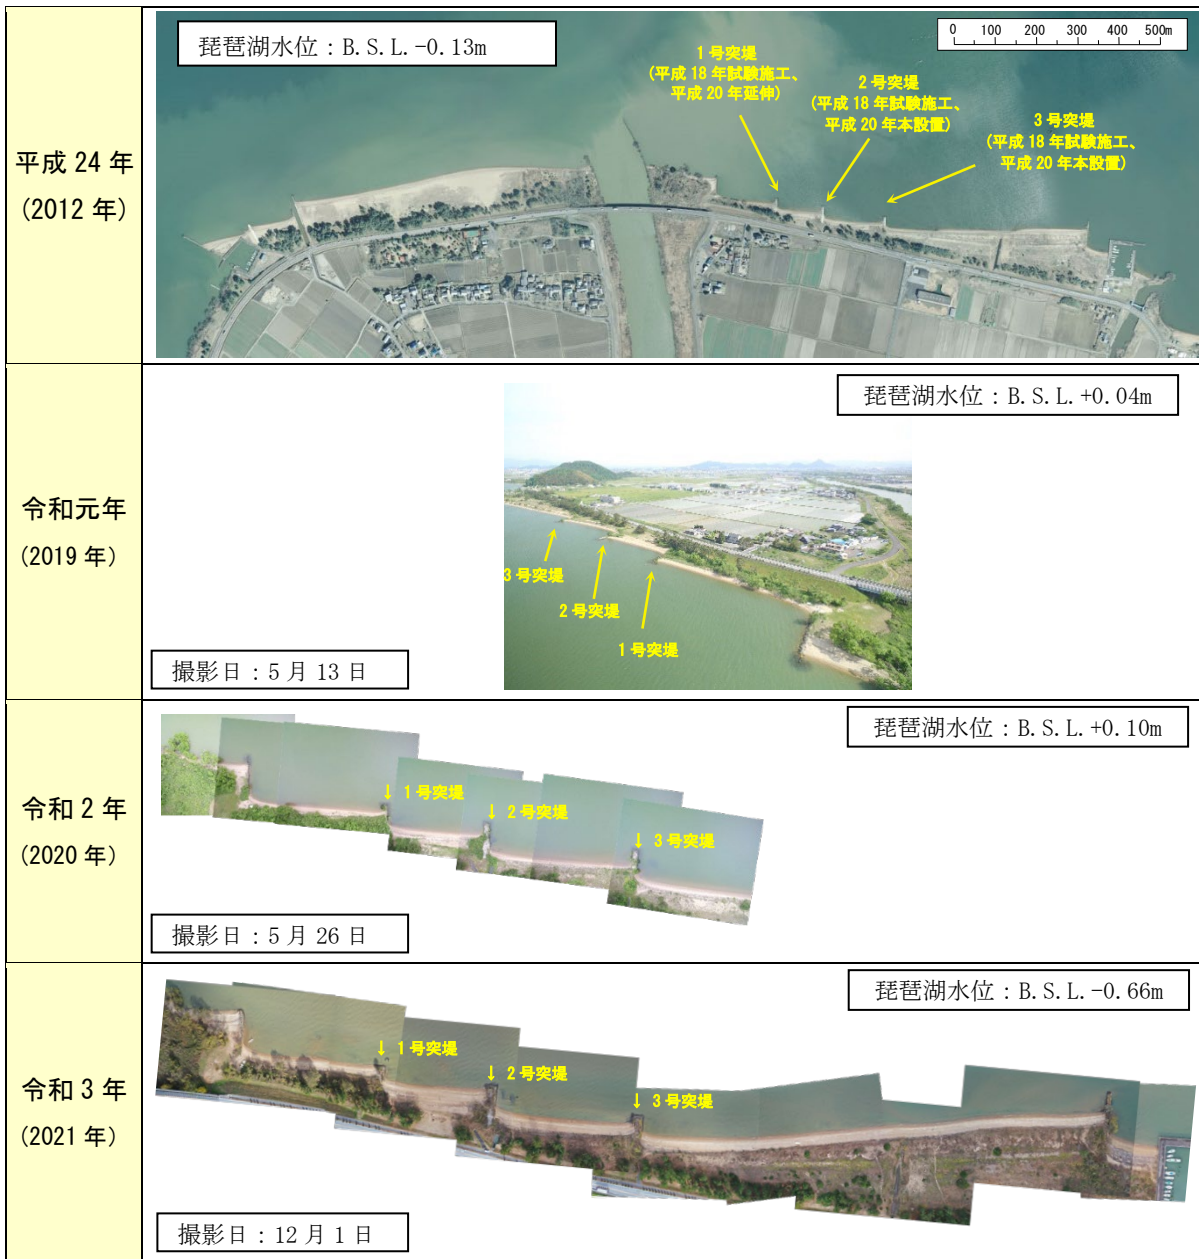 平成 24 年
(2012 年)
琵琶湖水位：B.S.L.-0.13m
0 100 200 300 400 500m
1 号突堤
(平成 18 年試験施工、
平成 20 年延伸)
2 号突堤
(平成 18 年試験施工、
平成 20 年本設置)
3 号突堤
(平成 18 年試験施工、
平成 20 年本設置)
令和元年
(2019 年)
琵琶湖水位：B.S.L.+0.04m
3 号突堤
2 号突堤
1 号突堤
撮影日：5 月 13 日
令和 2 年
(2020 年)
琵琶湖水位：B.S.L.+0.10m
↓ 1 号突堤
↓ 2 号突堤
↓ 3 号突堤
撮影日：5 月 26 日
令和 3 年
(2021 年)
琵琶湖水位：B.S.L.-0.66m
↓ 1 号突堤
↓ 2 号突堤
↓ 3 号突堤
撮影日：12 月 1 日